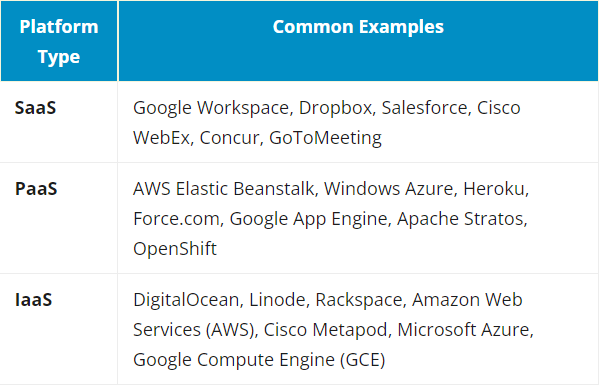 Platform Type
Common Examples
SaaS
Google Workspace, Dropbox, Salesforce, Cisco
WebEx, Concur, GoToMeeting
PaaS
AWS Elastic Beanstalk, Windows Azure, Heroku,
Force.com, Google App Engine, Apache Stratos,
OpenShift
IaaS
DigitalOcean, Linode, Rackspace, Amazon Web
Services (AWS), Cisco Metapod, Microsoft Azure,
Google Compute Engine (GCE)